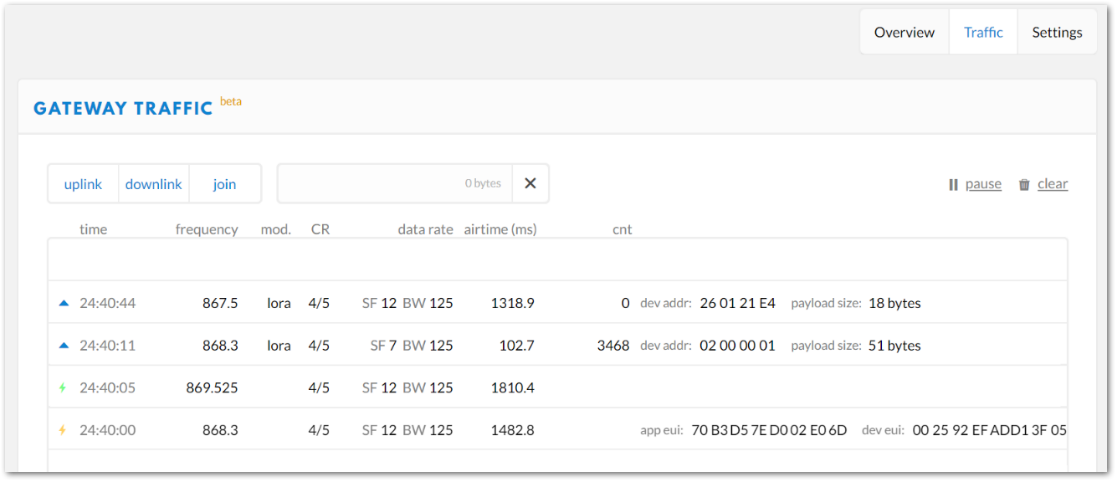 Overview Traffic Settings
GATEWAY TRAFFIC beta
uplink downlink join 0 bytes pause clear
time frequency mod. CR data rate airtime (ms) cnt
24:40:44 867.5 lora 4/5 SF 12 BW 125 1318.9 0 dev addr: 26 01 21 E4 payload size: 18 bytes
24:40:11 868.3 lora 4/5 SF 7 BW 125 102.7 3468 dev addr: 02 00 00 01 payload size: 51 bytes
24:40:05 869.525 4/5 SF 12 BW 125 1810.4
24:40:00 868.3 4/5 SF 12 BW 125 1482.8 app eui: 70 B3 D5 7E D0 02 E0 6D dev eui: 00 25 92 EF ADD1 3F 05